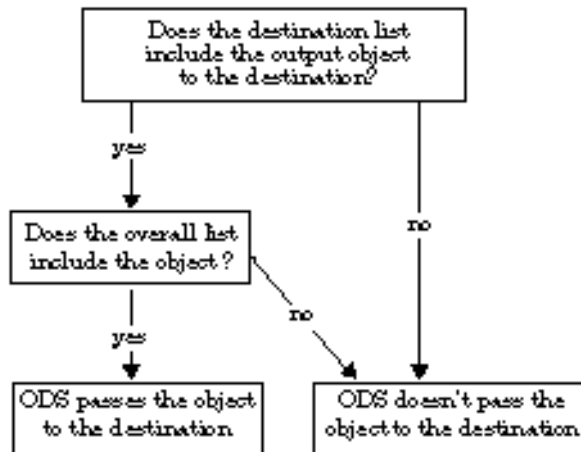 Does the destination list
include the output object
to the destination?
yes
no
Does the overall list
include the object?
yes
no
ODS passes the object
to the destination
ODS doesn't pass the
object to the destination